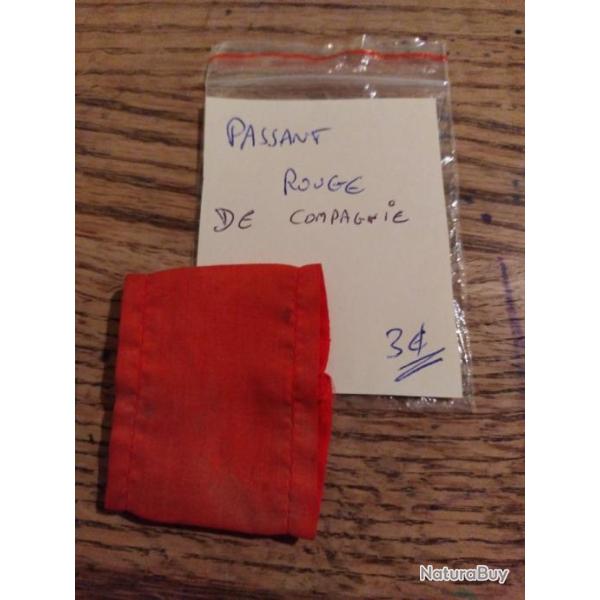 PASSANT
ROUGE
DE COMPAGNIE
3€
NaturaBuy